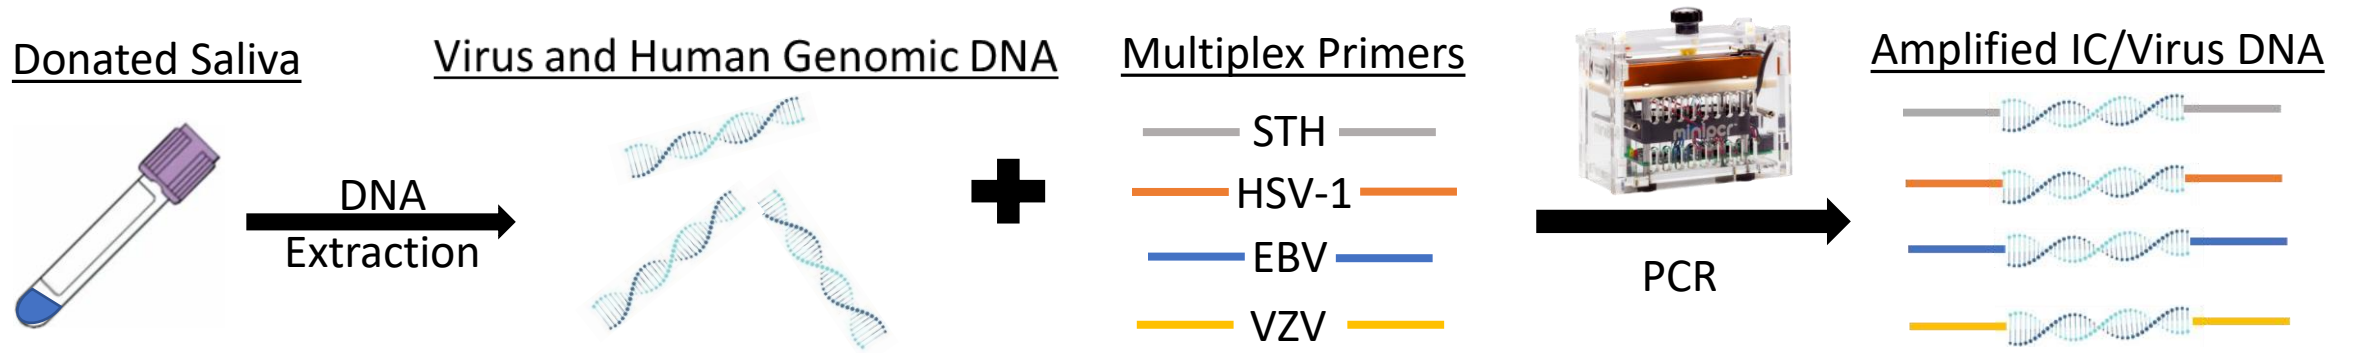 Donated Saliva
DNA
Extraction
Virus and Human Genomic DNA
Multiplex Primers
STH
HSV-1
EBV
VZV
minipcr
PCR
Amplified IC/Virus DNA